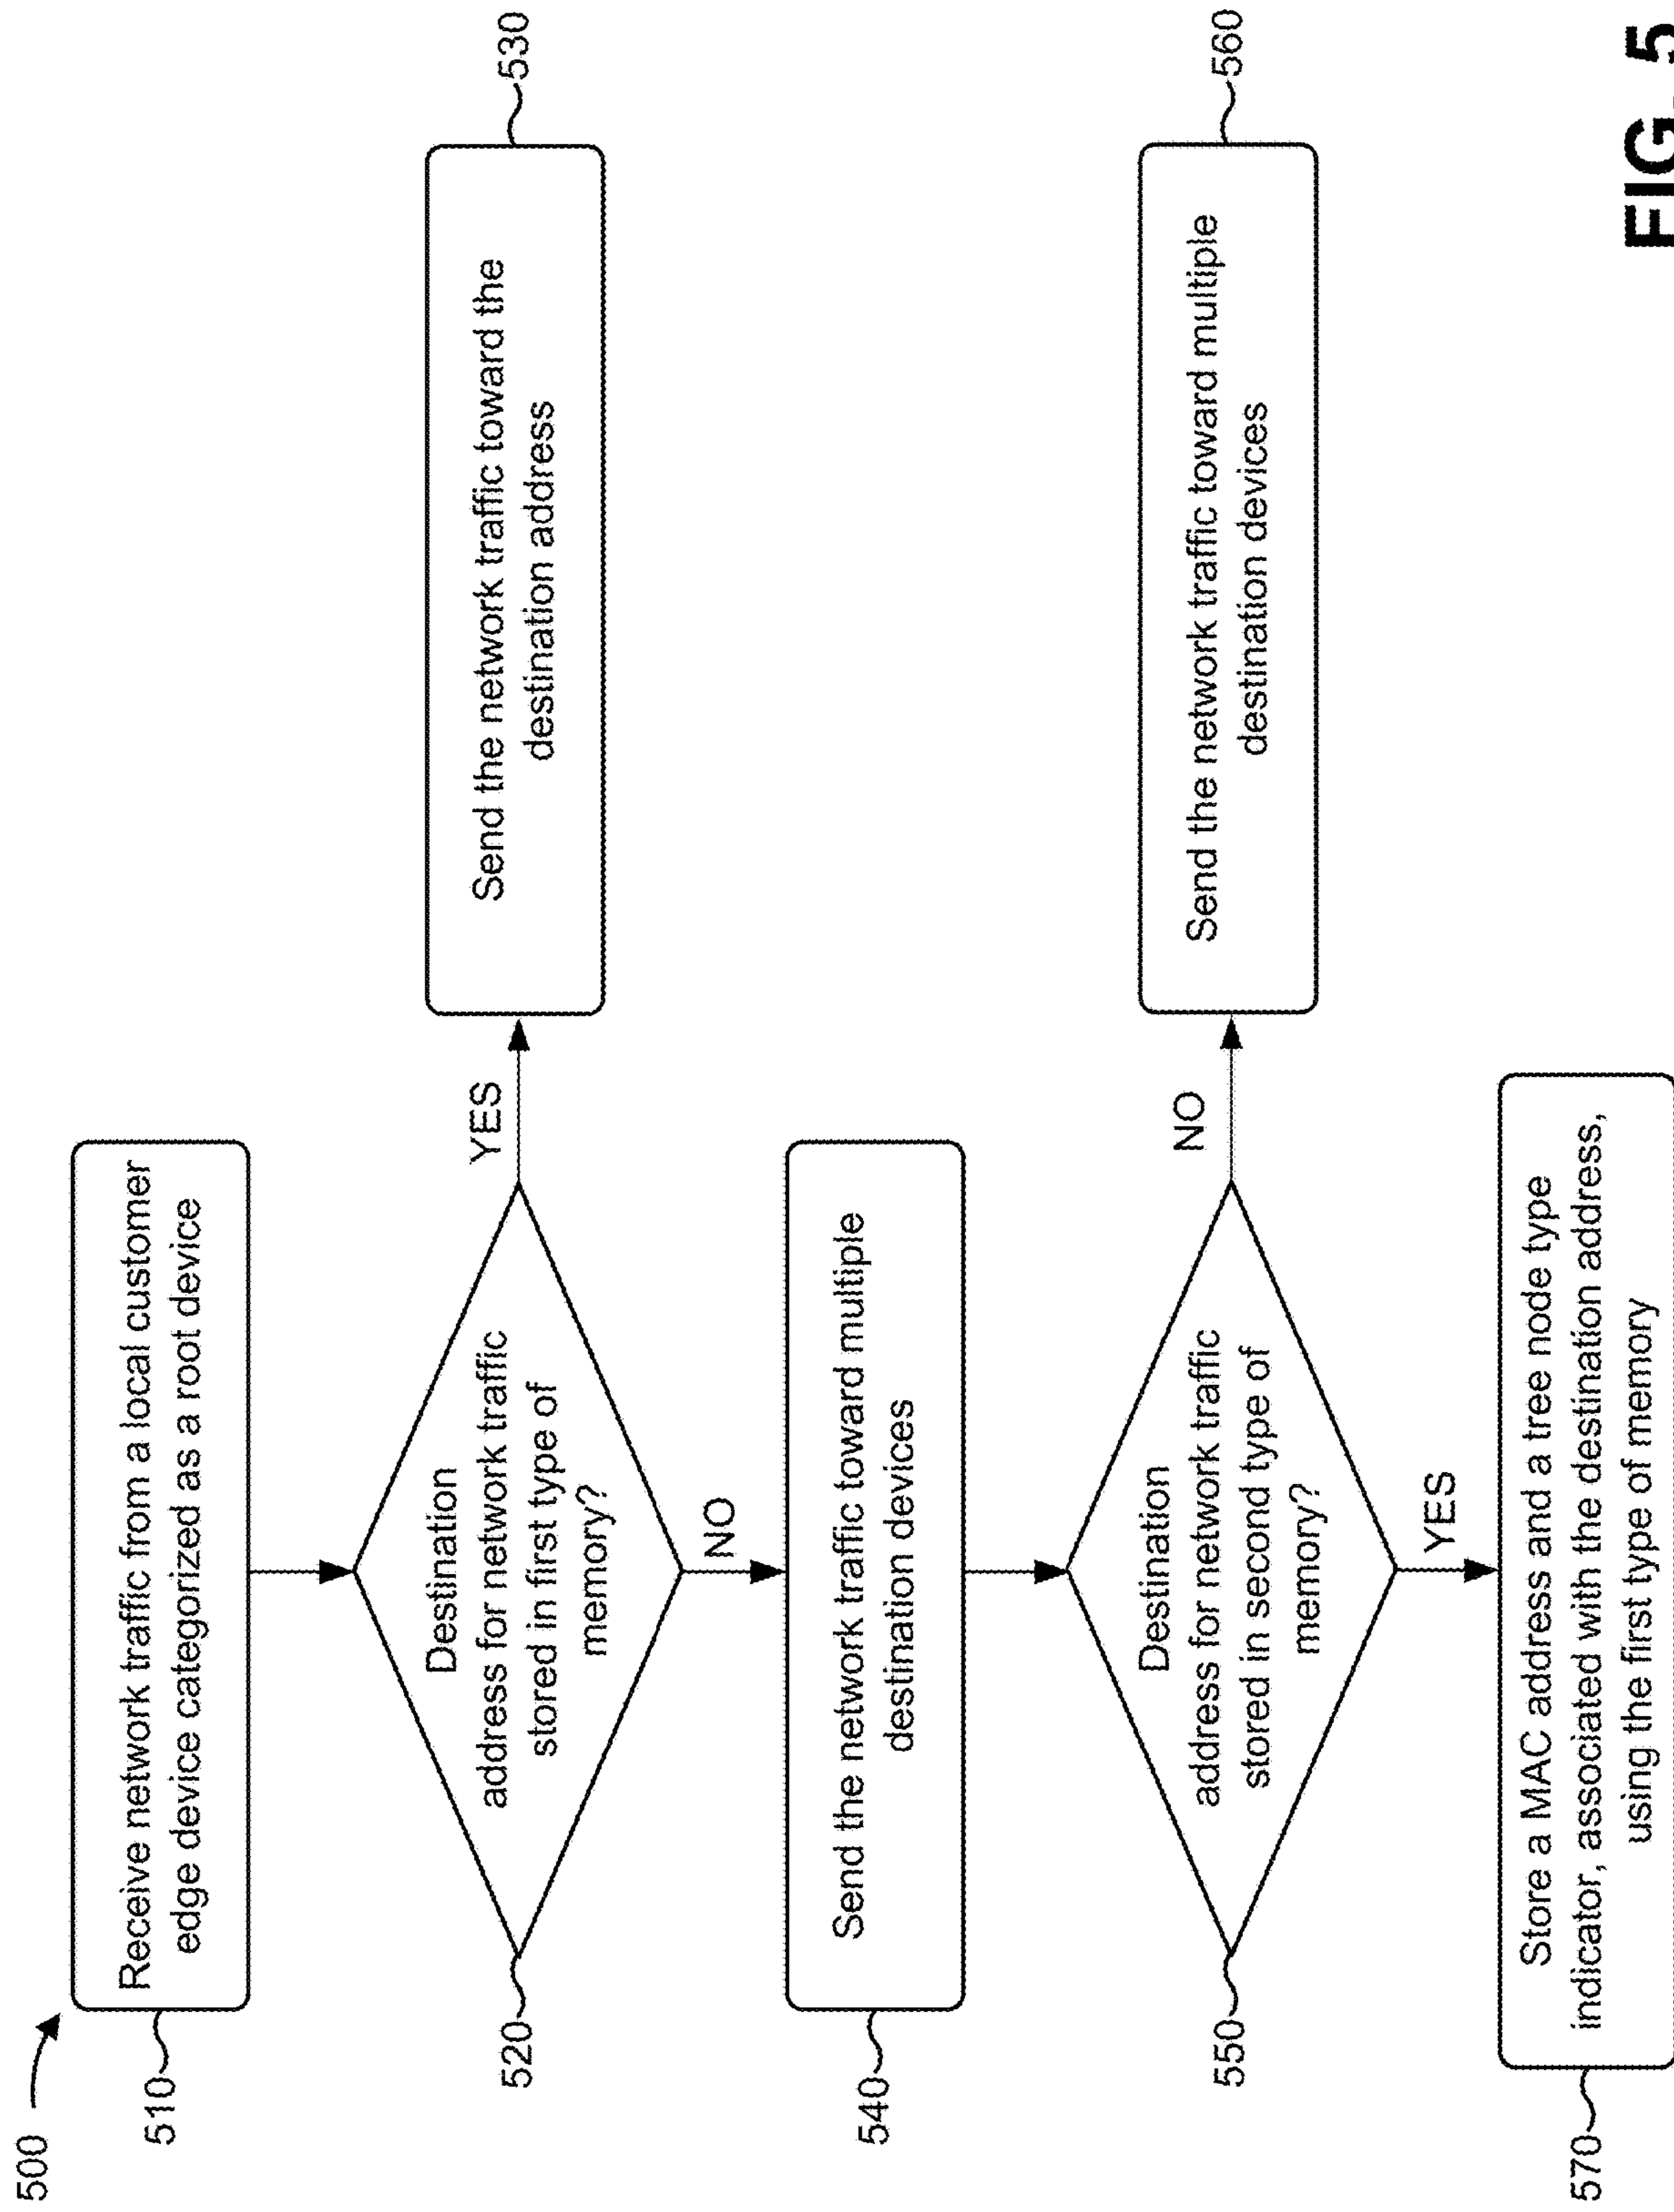 500
510
Receive network traffic from a local customer
edge device categorized as a root device
520
Destination
address for network traffic
stored in first type of
memory?
YES
Send the network traffic toward the
destination address
530
NO
540
Send the network traffic toward multiple
destination devices
550
Destination
address for network traffic
stored in second type of
memory?
NO
Send the network traffic toward multiple
destination devices
560
YES
570
Store a MAC address and a tree node type
indicator, associated with the destination address,
using the first type of memory
FIG. 5